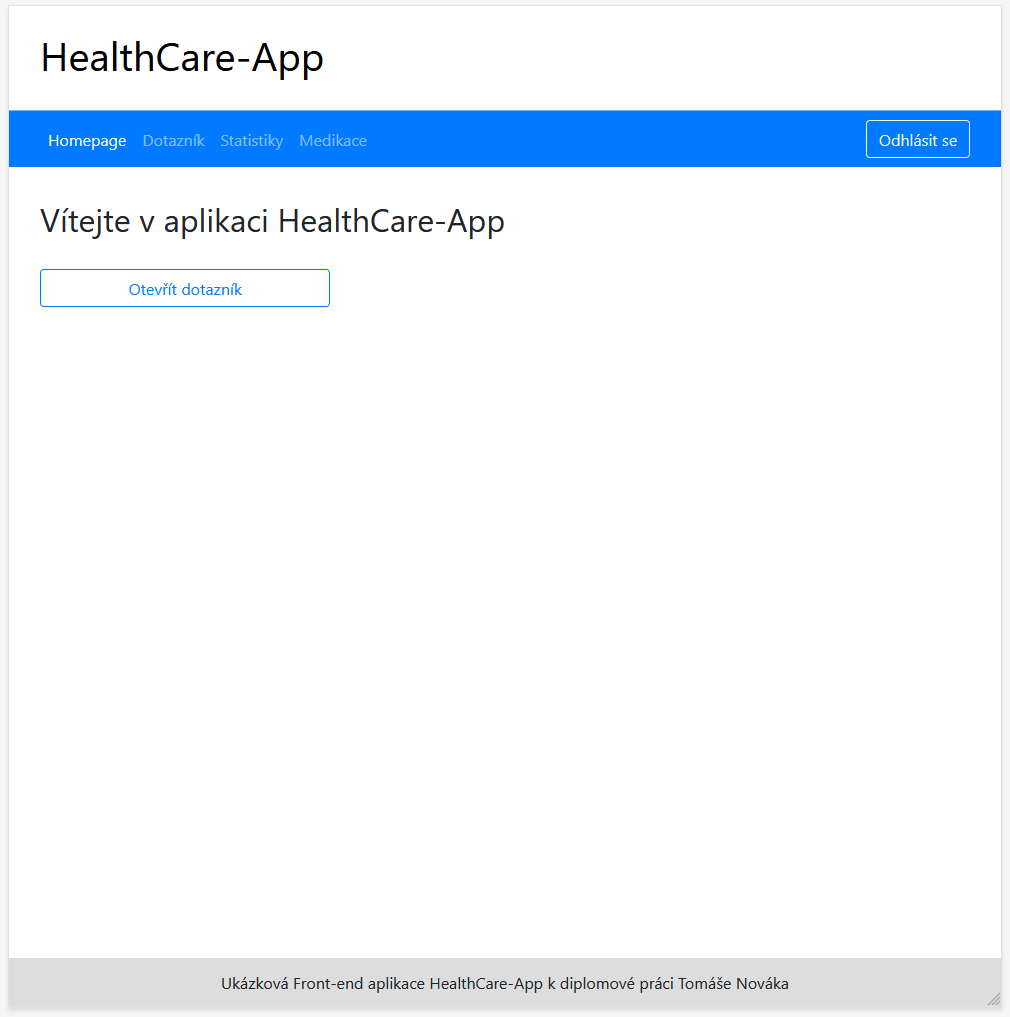 HealthCare-App
Homepage Dotazník Statistiky Medikace Odhlásit se
Vítejte v aplikaci HealthCare-App
Otevřít dotazník
Ukázková Front-end aplikace HealthCare-App k diplomové práci Tomáše Nováka